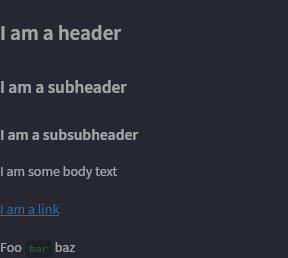 I am a header
I am a subheader
I am a subsubheader
I am some body text
I am a link
Foo bar baz